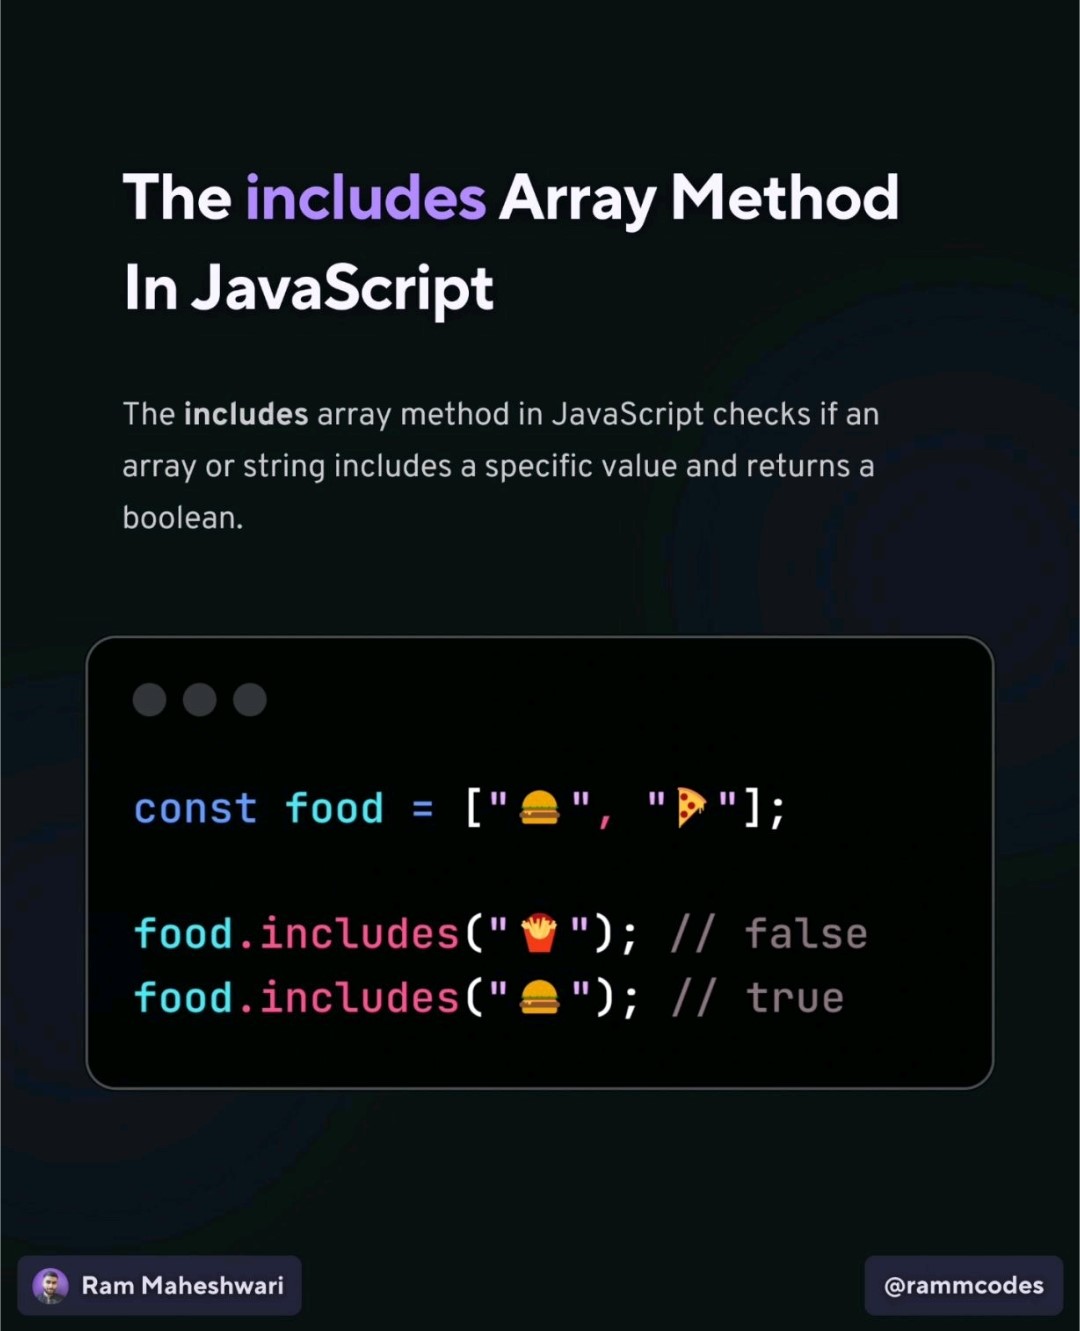 The includes Array Method
In JavaScript
The includes array method in JavaScript checks if an
array or string includes a specific value and returns a
boolean.
const food = ["🍔", "🍕"];
food.includes("🍟"); // false
food.includes("🍔"); // true
Ram Maheshwari
@rammcodes